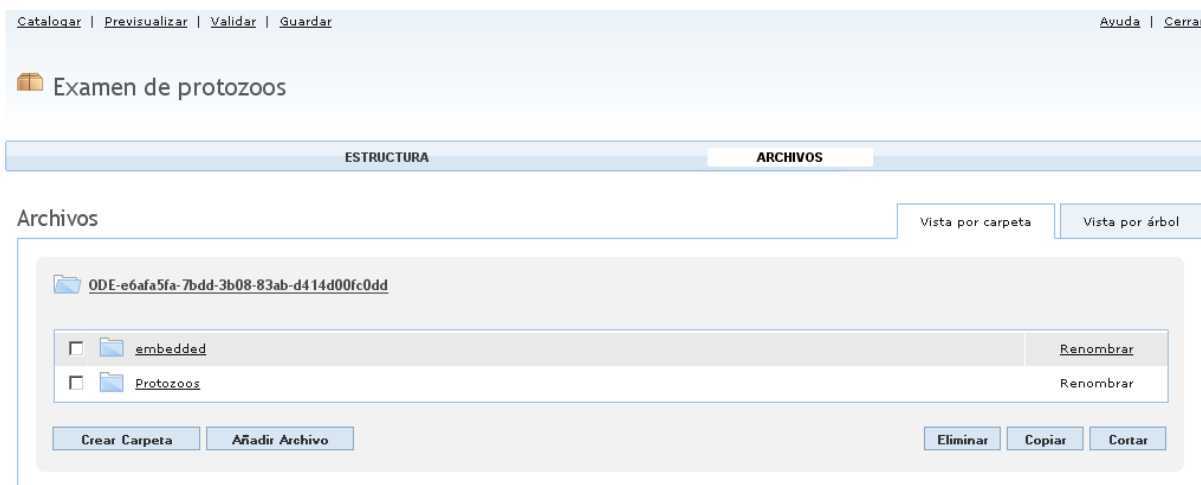 Catalogar | Previsualizar | Validar | Guardar Ayuda | Cerrar
Examen de protozoos
ESTRUCTURA ARCHIVOS
Archivos Vista por carpeta Vista por árbol
ODE-e6afa5fa-7bdd-3b08-83ab-d414d00fc0dd
embedded Renombrar
Protozoos Renombrar
Crear Carpeta Añadir Archivo Eliminar Copiar Cortar